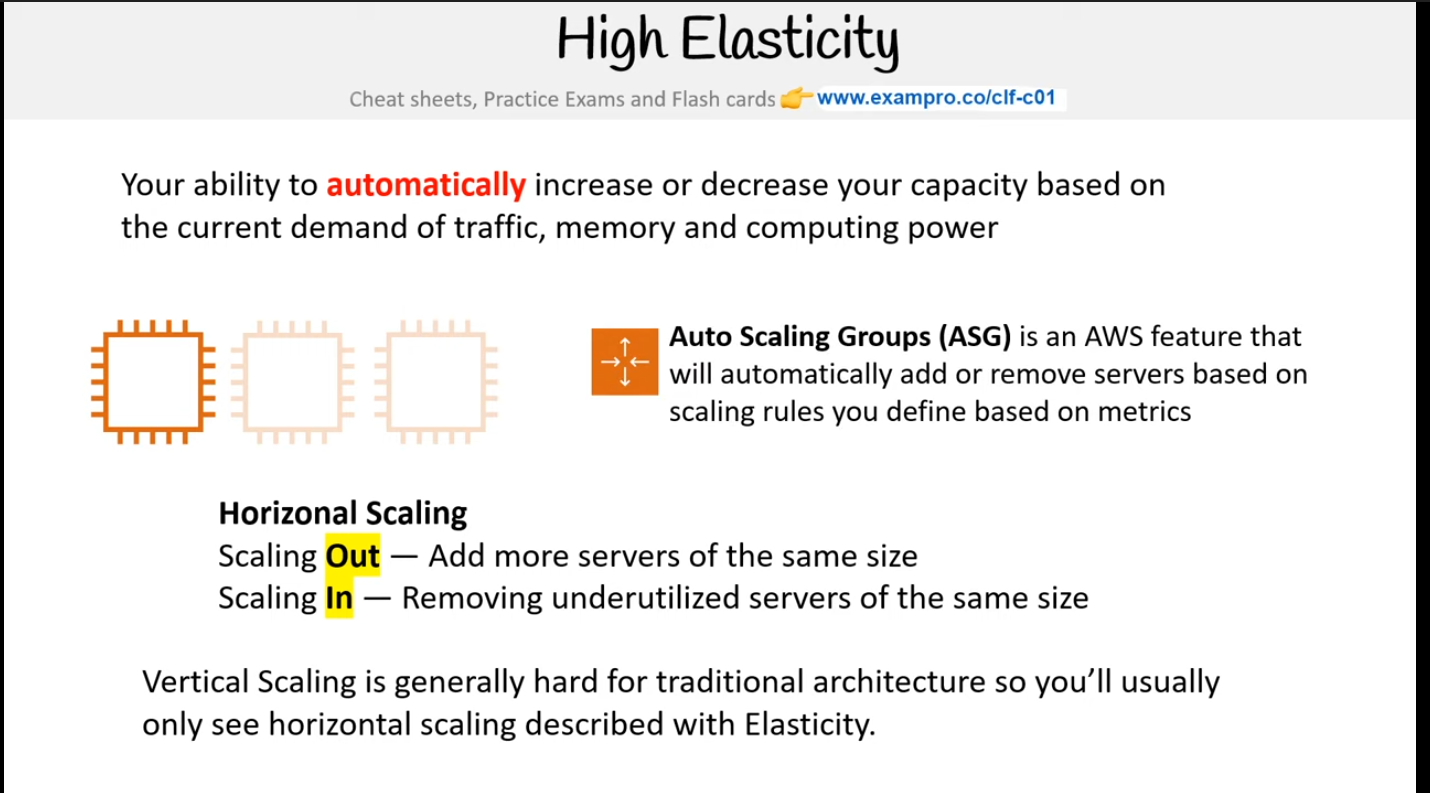 High Elasticity
Cheat sheets, Practice Exams and Flash cards 👉 www.exampro.co/clf-c01
Your ability to automatically increase or decrease your capacity based on
the current demand of traffic, memory and computing power
Auto Scaling Groups (ASG) is an AWS feature that
will automatically add or remove servers based on
scaling rules you define based on metrics
Horizonal Scaling
Scaling Out — Add more servers of the same size
Scaling In — Removing underutilized servers of the same size
Vertical Scaling is generally hard for traditional architecture so you’ll usually
only see horizontal scaling described with Elasticity.